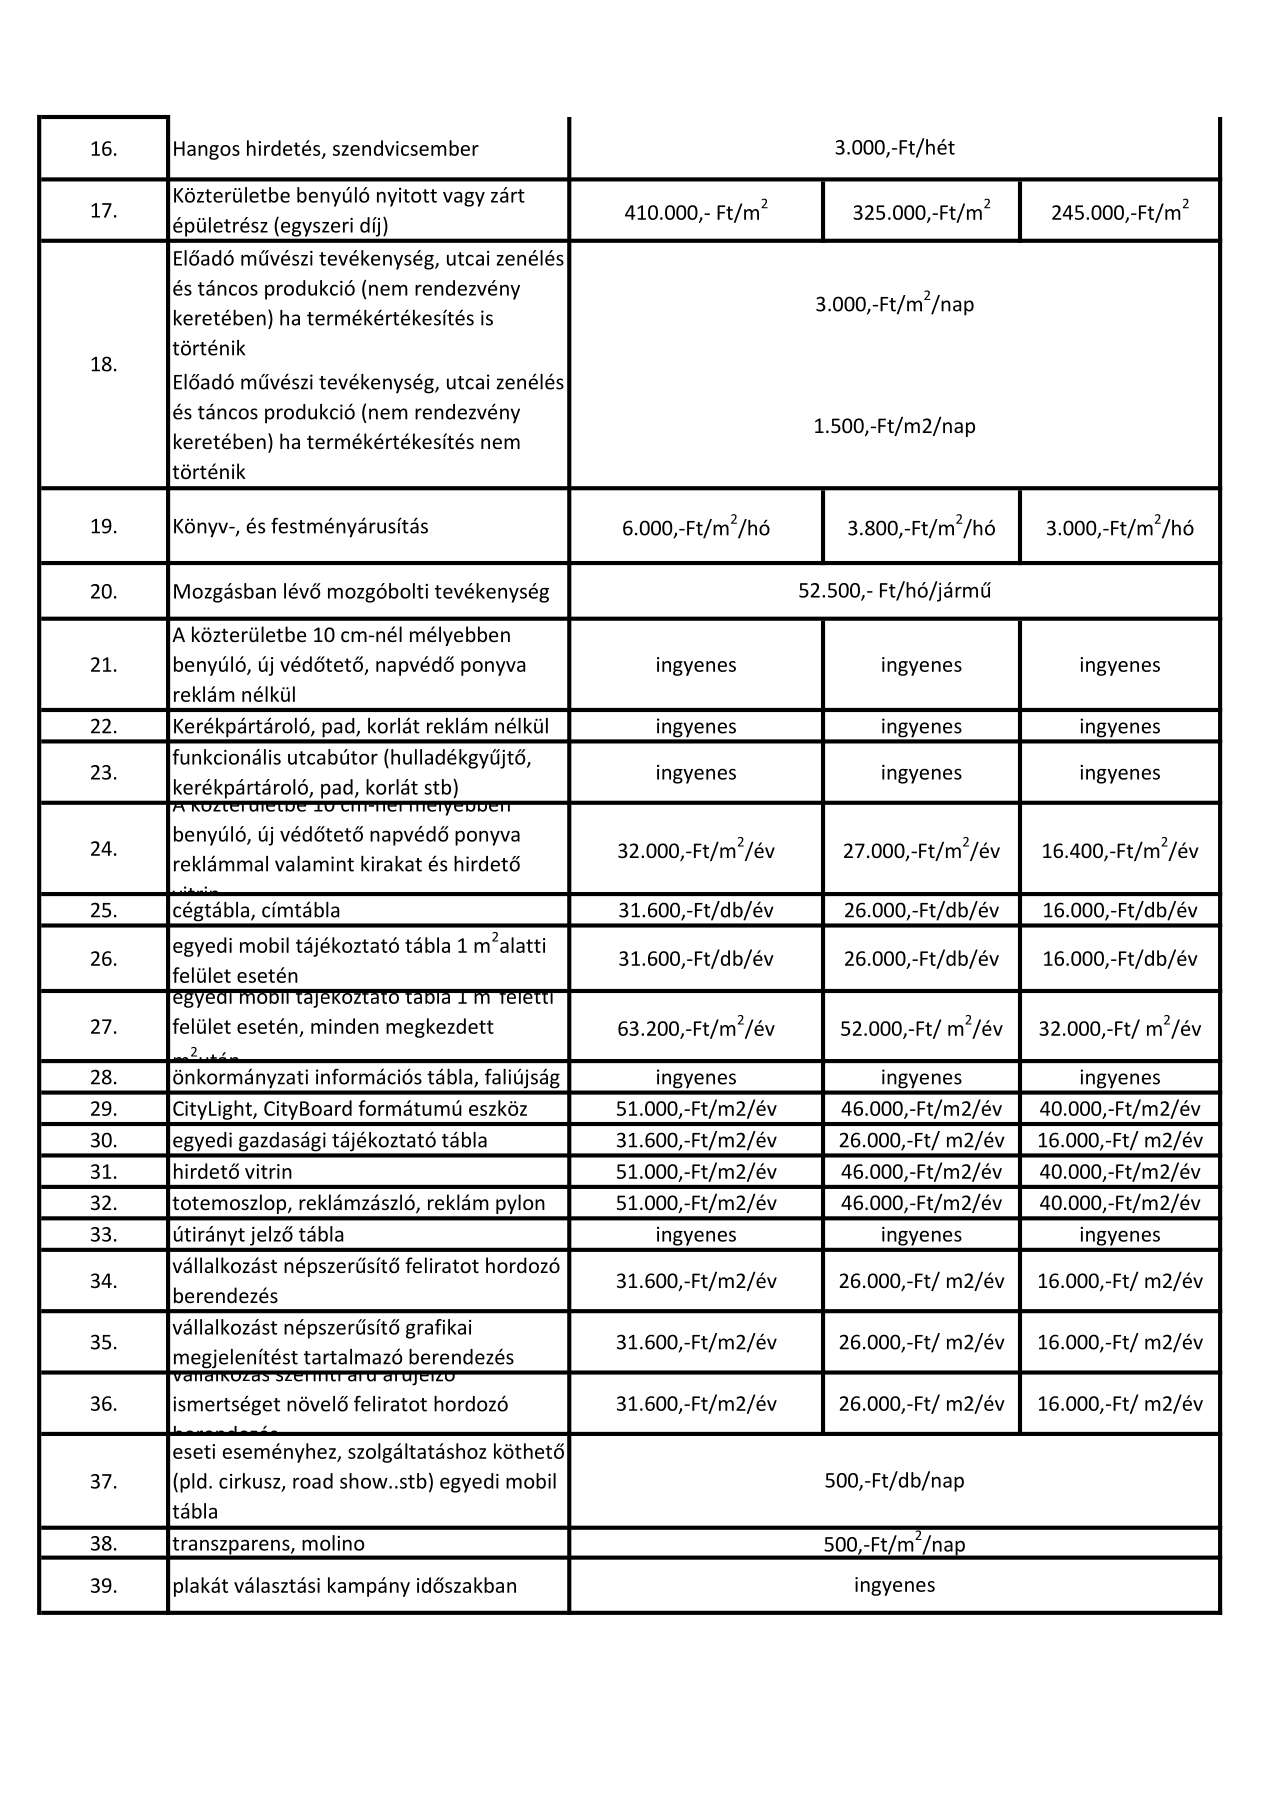 16. Hangos hirdetés, szendvicsember 3.000,-Ft/hét
Közterületbe benyúló nyitott vagy zárt
17. épületrész (egyszeri díj) 410.000,- Ft/m² 325.000,-Ft/m² 245.000,-Ft/m²
18.
Előadó művészi tevékenység, utcai zenélés
és táncos produkció (nem rendezvény
keretében) ha termékértékesítés is
történik
3.000,-Ft/m²/nap
Előadó művészi tevékenység, utcai zenélés
és táncos produkció (nem rendezvény
keretében) ha termékértékesítés nem
történik
1.500,-Ft/m2/nap
19. Könyv-, és festményárusítás 6.000,-Ft/m²/hó 3.800,-Ft/m²/hó 3.000,-Ft/m²/hó
20. Mozgásban lévő mozgóbolti tevékenység 52.500,- Ft/hó/jármű
A közterületbe 10 cm-nél mélyebben
21. benyúló, új védőtető, napvédő ponyva ingyenes ingyenes ingyenes
reklám nélkül
22. Kerékpártároló, pad, korlát reklám nélkül ingyenes ingyenes ingyenes
funkcionális utcabútor (hulladékgyűjtő,
23. kerékpártároló, pad, korlát stb) ingyenes ingyenes ingyenes
A közterületbe 10 cm-nél mélyebben
benyúló, új védőtető napvédő ponyva
24. reklámmal valamint kirakat és hirdető 32.000,-Ft/m²/év 27.000,-Ft/m²/év 16.400,-Ft/m²/év
vitrin
25. cégtábla, címtábla 31.600,-Ft/db/év 26.000,-Ft/db/év 16.000,-Ft/db/év
egyedi mobil tájékoztató tábla 1 m²alatti
26. felület esetén 31.600,-Ft/db/év 26.000,-Ft/db/év 16.000,-Ft/db/év
egyedi mobil tájékoztató tábla 1 m² feletti
27. felület esetén, minden megkezdett 63.200,-Ft/m²/év 52.000,-Ft/ m²/év 32.000,-Ft/ m²/év
m²után
28. önkormányzati információs tábla, faliújság ingyenes ingyenes ingyenes
29. CityLight, CityBoard formátumú eszköz 51.000,-Ft/m2/év 46.000,-Ft/m2/év 40.000,-Ft/m2/év
30. egyedi gazdasági tájékoztató tábla 31.600,-Ft/m2/év 26.000,-Ft/ m2/év 16.000,-Ft/ m2/év
31. hirdető vitrin 51.000,-Ft/m2/év 46.000,-Ft/m2/év 40.000,-Ft/m2/év
32. totemoszlop, reklámzászló, reklám pylon 51.000,-Ft/m2/év 46.000,-Ft/m2/év 40.000,-Ft/m2/év
33. útirányt jelző tábla ingyenes ingyenes ingyenes
vállalkozást népszerűsítő feliratot hordozó
34. berendezés 31.600,-Ft/m2/év 26.000,-Ft/ m2/év 16.000,-Ft/ m2/év
vállalkozást népszerűsítő grafikai
35. megjelenítést tartalmazó berendezés 31.600,-Ft/m2/év 26.000,-Ft/ m2/év 16.000,-Ft/ m2/év
vállalkozás szerinti áru árujelző
36. ismertséget növelő feliratot hordozó 31.600,-Ft/m2/év 26.000,-Ft/ m2/év 16.000,-Ft/ m2/év
berendezés
eseti eseményhez, szolgáltatáshoz köthető
37. (pld. cirkusz, road show..stb) egyedi mobil 500,-Ft/db/nap
tábla
38. transzparens, molino 500,-Ft/m²/nap
39. plakát választási kampány időszakban ingyenes